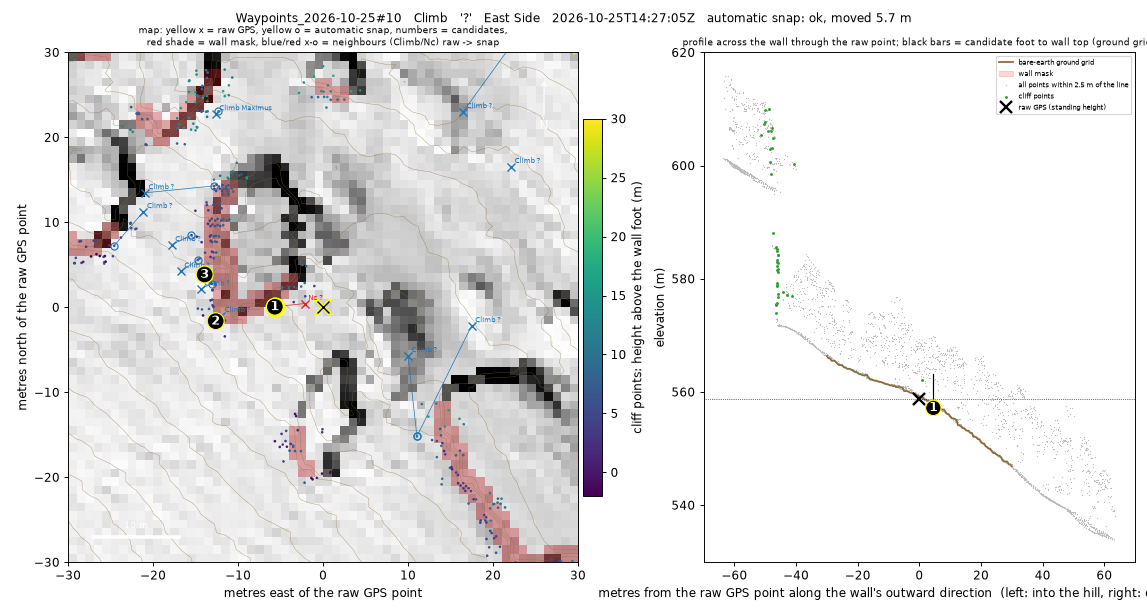 Waypoints_2026-10-25#10 Climb '?' East Side 2026-10-25T14:27:05Z automatic snap: ok, moved 5.7 m
map: yellow x = raw GPS, yellow o = automatic snap, numbers = candidates,
red shade = wall mask, blue/red x-o = neighbours (Climb/Nc) raw -> snap
profile across the wall through the raw point; black bars = candidate foot to wall top (ground gri
bare-earth ground grid
wall mask
all points within 2.5 m of the line
cliff points
raw GPS (standing height)
Climb Maximus
Climb ?
Climb ?
Climb ?
Climb ?
Climb ?
Climb ?
Nc
1
2
3
1
30
20
10
0
−10
−20
−30
−30
−20
−10
0
10
20
30
metres north of the raw GPS point
metres east of the raw GPS point
30
25
20
15
10
5
0
cliff points: height above the wall foot (m)
620
600
580
560
540
elevation (m)
−60
−40
−20
0
20
40
60
metres from the raw GPS point along the wall's outward direction (left: into the hill, right: